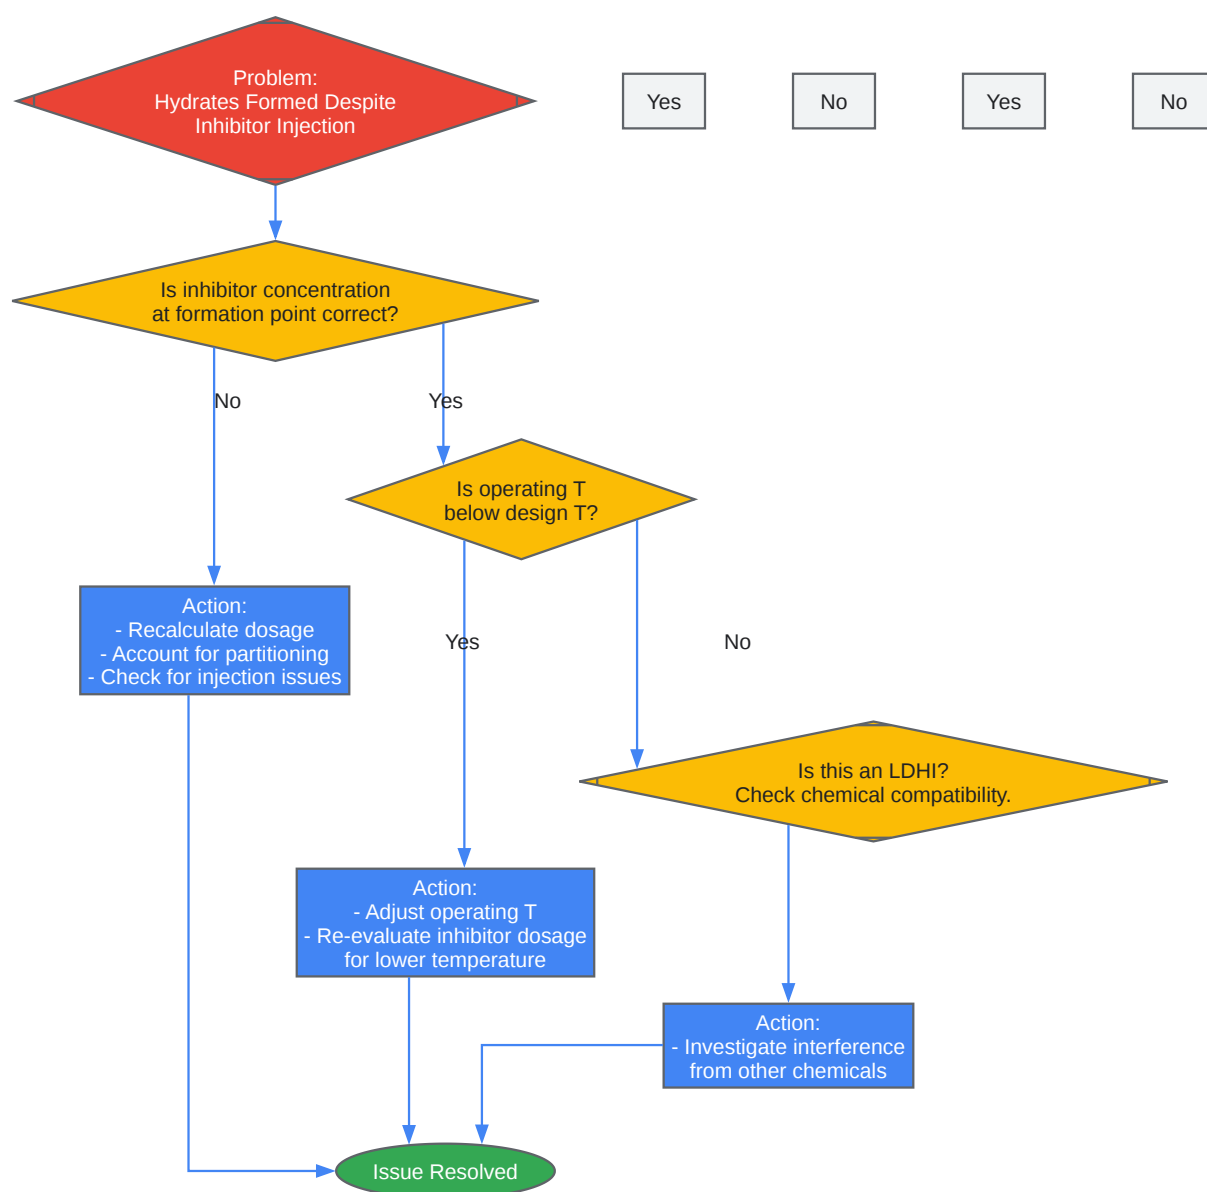 Problem:
Hydrates Formed Despite
Inhibitor Injection
Yes
No
Yes
No
Is inhibitor concentration
at formation point correct?
No
Yes
Is operating T
below design T?
Action:
- Recalculate dosage
- Account for partitioning
- Check for injection issues
Yes
No
Is this an LDHI?
Check chemical compatibility.
Action:
- Adjust operating T
- Re-evaluate inhibitor dosage
for lower temperature
Action:
- Investigate interference
from other chemicals
Issue Resolved